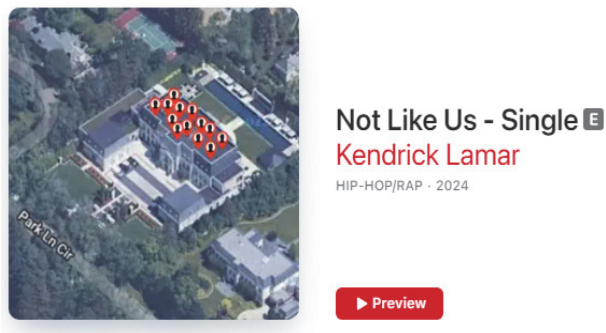 Not Like Us - Single E
Kendrick Lamar
HIP-HOP/RAP · 2024
Park Ln Cir
Preview